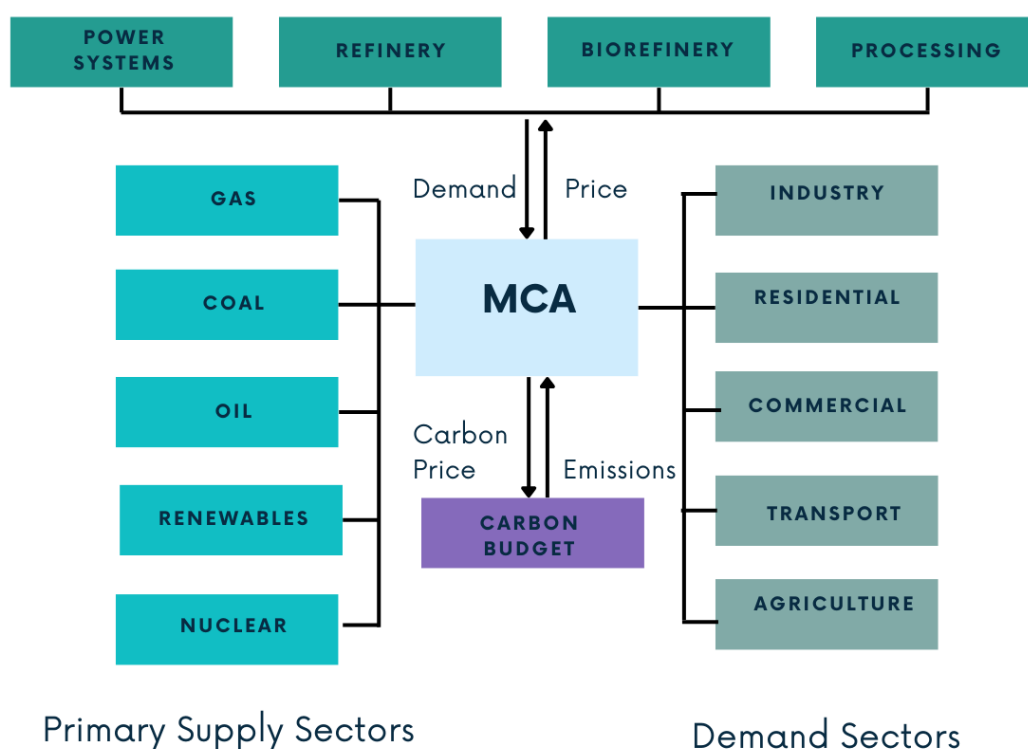 POWER
SYSTEMS
REFINERY
BIOREFINERY
PROCESSING
Demand
Price
GAS
COAL
OIL
RENEWABLES
NUCLEAR
MCA
Carbon
Price
Emissions
CARBON
BUDGET
INDUSTRY
RESIDENTIAL
COMMERCIAL
TRANSPORT
AGRICULTURE
Primary Supply Sectors
Demand Sectors